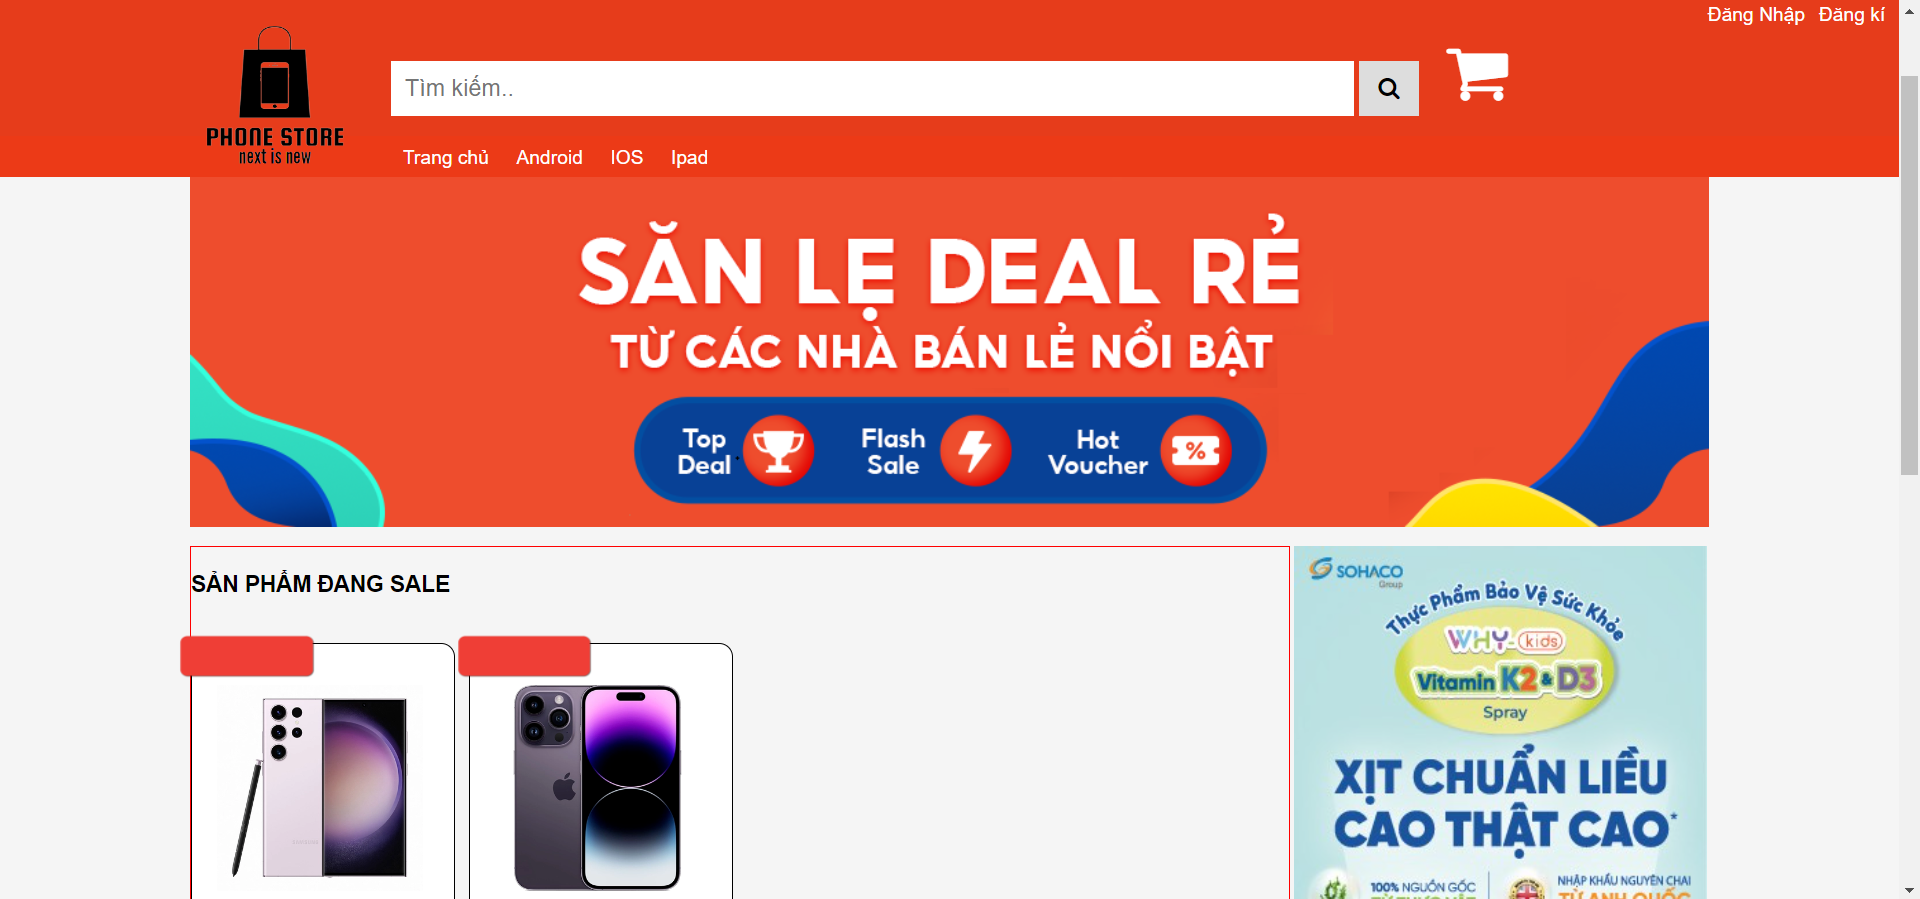 Đăng Nhập Đăng kí
Tìm kiếm..
PHONE STORE
next is new
Trang chủ Android IOS Ipad
SĂN LẸ DEAL RẺ
TỪ CÁC NHÀ BÁN LẺ NỔI BẬT
Top Deal
Flash Sale
Hot Voucher
%
SẢN PHẨM ĐANG SALE
SOHACO
Group
Thực Phẩm Bảo Vệ Sức Khỏe
WHY-kids
Vitamin K2 & D3
Spray
XỊT CHUẨN LIỀU
CAO THẬT CAO*
100% NGUỒN GỐC
NHẬP KHẨU NGUYÊN CHAI
TỪ ANH QUỐC